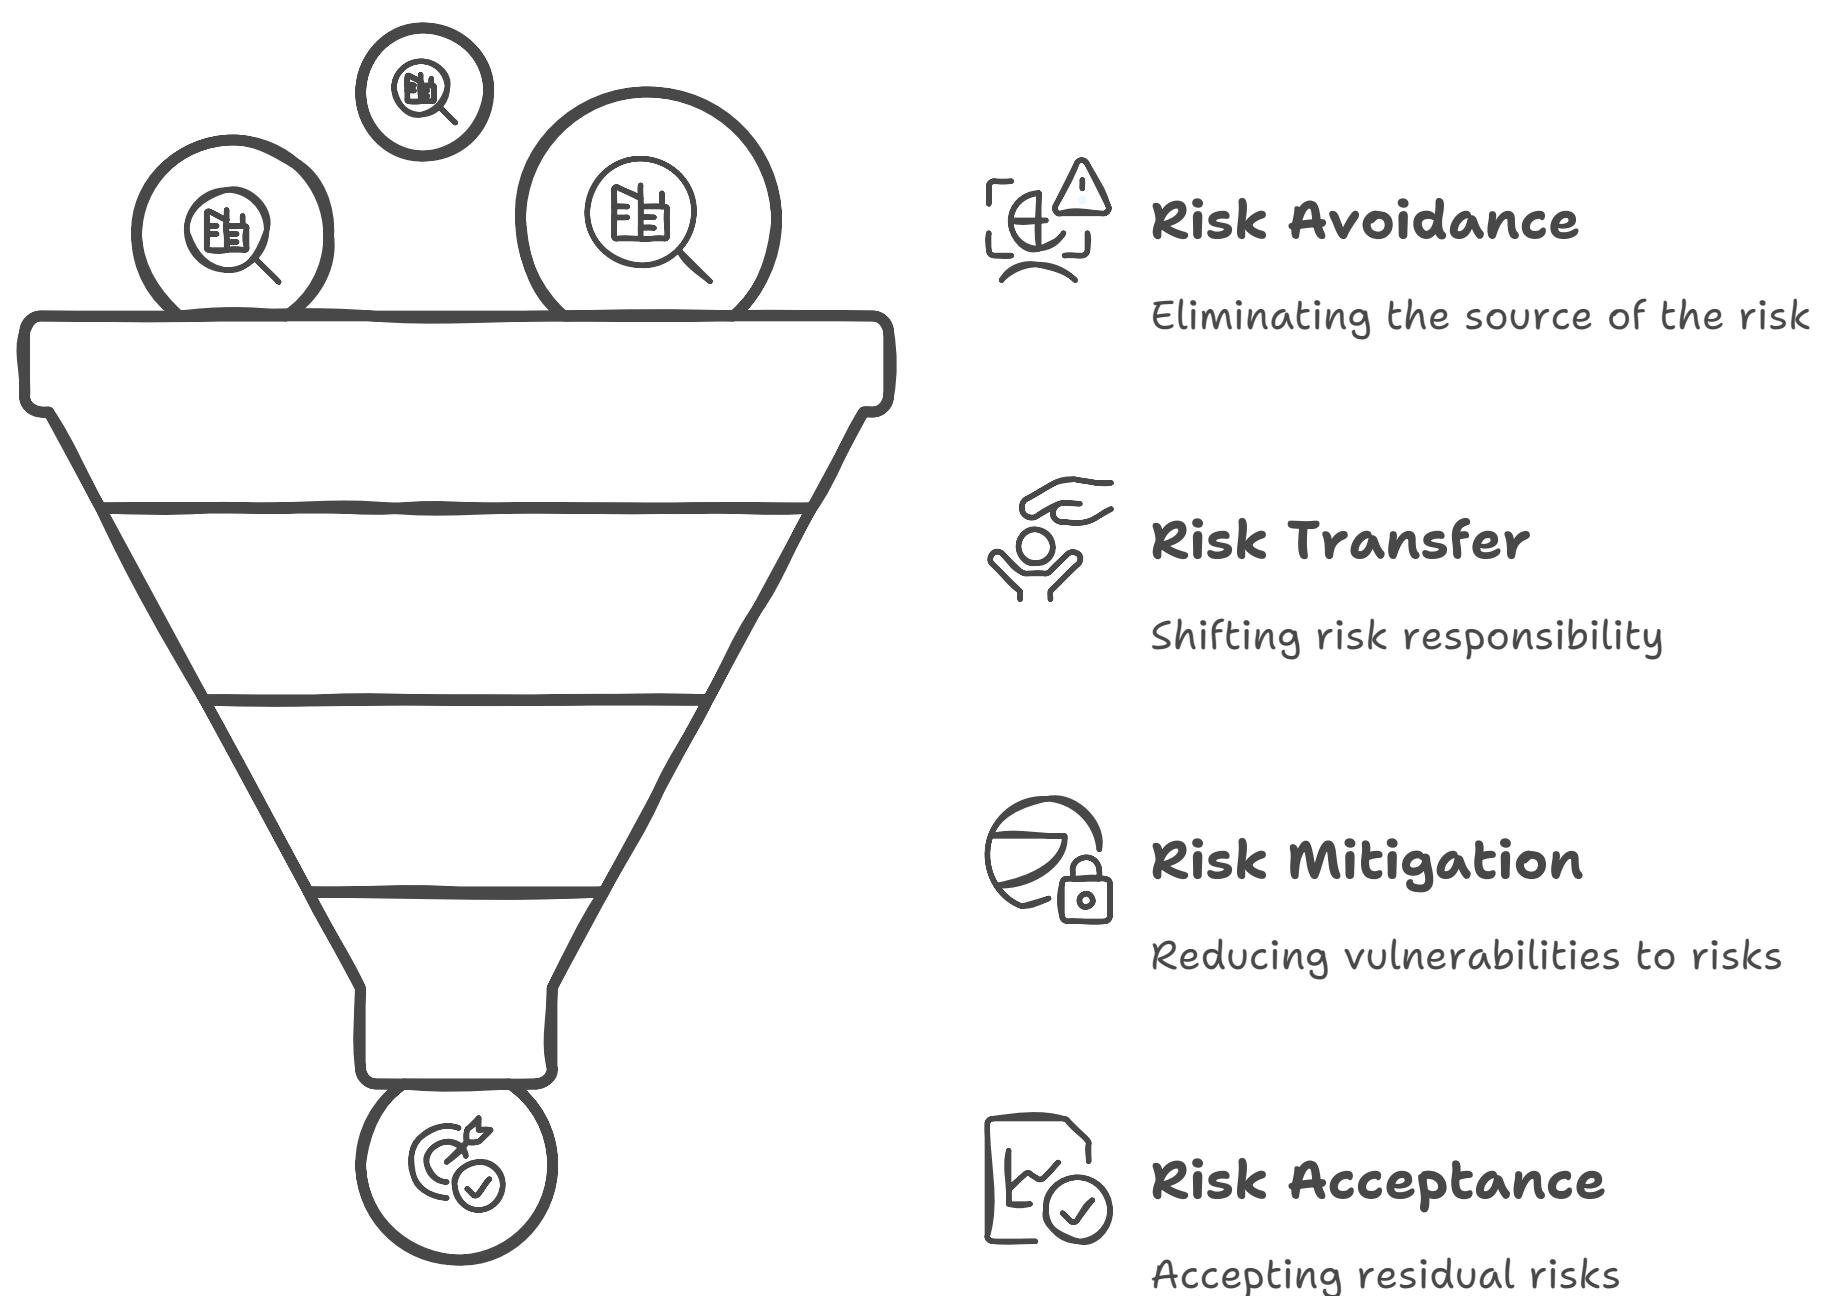 Risk Avoidance
Eliminating the source of the risk
Risk Transfer
Shifting risk responsibility
Risk Mitigation
Reducing vulnerabilities to risks
Risk Acceptance
Accepting residual risks